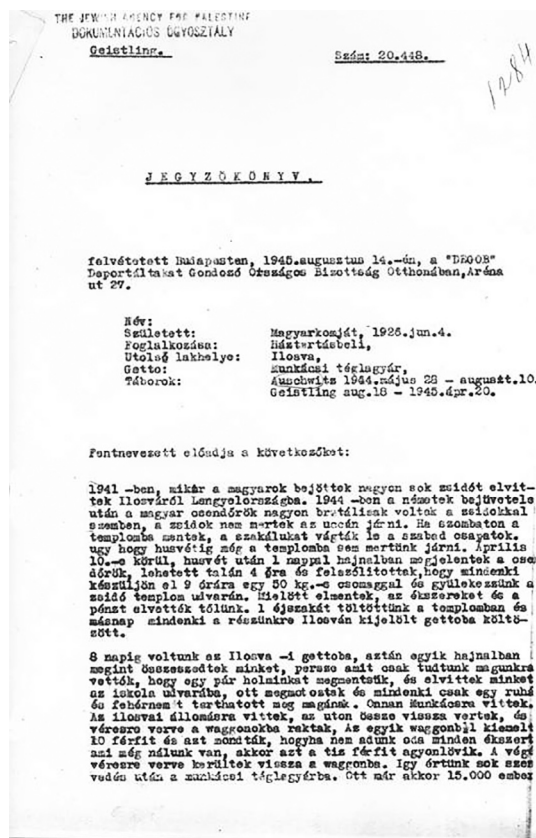 THE JEWISH AGENCY FOR PALESTINE
DOKUMENTÁCIÓS ÜGYOSZTÁLY
Geistling.
Szám: 20.448.
1284
JEGYZŐKÖNYV.
felvétetett Budapesten, 1945.augusztus 14.-én, a "DEGOB"
Deportáltakat Gondozó Országos Bizottság Otthonában,Aréna
ut 27.
Név:
Született: Magyarkomját, 1926.jun.4.
Foglalkozása: Háztartásbeli,
Utolsó lakhelye: Ilosva,
Getto: Munkácsi téglagyár,
Táborok: Auschwitz 1944.május 28 - auguszt.10.
Geistling aug.18 - 1945.ápr.20.
Fentnevezett előadja a következőket:
1941 -ben, mikor a magyarok bejöttek nagyon sok zsidót elvit-
tek Ilosváról Lengyelországba. 1944 -ben a németek bejövetele
után a magyar csendőrök nagyon brutálisak voltak a zsidokkal
szemben, a zsidok nem mertek az uccán járni. Ha szombaton a
templomba mentek, a szakálukat vágták le a szabad csapatok.
ugy hogy husvétig még a templomba sem mertünk járni. Április
10.-e körül, husvét után 1 nappal hajnalban megjelentek a csen
dőrök, lehetett talán 4 óra és felszólitottak,hogy mindenki
készüljön el 9 órára egy 50 kg.-s csomaggal és gyülekezzünk a
zsidó templom udvarán. Mielőtt elmentek, az ékszereket és a
pénzt elvették tőlünk. 1 éjszakát töltöttünk a templomban és
másnap mindenki a részünkre Ilosván kijelölt gettoba költö-
zött.
8 napig voltunk az Ilosva -i gettoba, aztán egyik hajnalban
megint összeszedtek minket, persze amit csak tudtunk magunkra
vettük, hogy egy pár holminkat megmentsük, és elvittek minket
az iskola udvarába, ott megmotoztak és mindenki csak egy ruhá
és fehérnem t tarthatott meg magának. Onnan Munkácsra vittek.
Az ilosvai állomásra vittek, az uton össze vissza vertek, és
véresre verve a waggonokba raktak, Az egyik waggonból kiemelt
10 férfit és azt mondták, hogyha nem adunk oda minden ékszert
ami még nálunk van, akkor azt a tiz férfit agyonlövik. A végé
véresre verve kerültek vissza a waggonba. Igy értünk sok szen
vedés után a munkácsi téglagyárba. Ott már akkor 15.000 ember